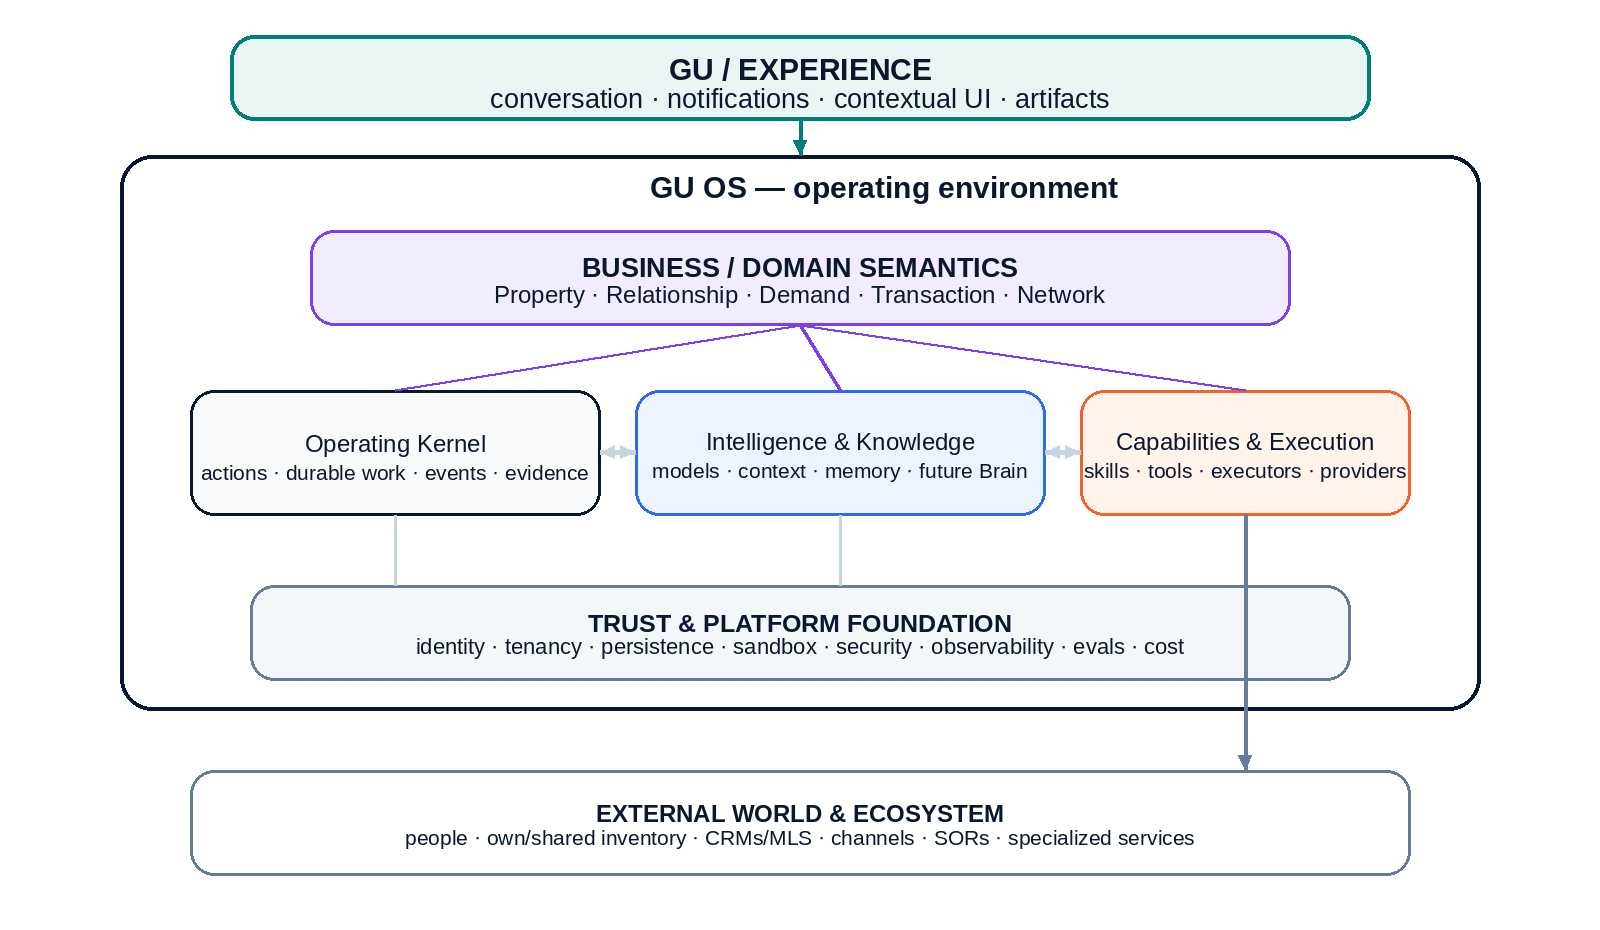 GU / EXPERIENCE
conversation · notifications · contextual UI · artifacts
GU OS — operating environment
BUSINESS / DOMAIN SEMANTICS
Property · Relationship · Demand · Transaction · Network
Operating Kernel
actions · durable work · events · evidence
Intelligence & Knowledge
models · context · memory · future Brain
Capabilities & Execution
skills · tools · executors · providers
TRUST & PLATFORM FOUNDATION
identity · tenancy · persistence · sandbox · security · observability · evals · cost
EXTERNAL WORLD & ECOSYSTEM
people · own/shared inventory · CRMs/MLS · channels · SORs · specialized services